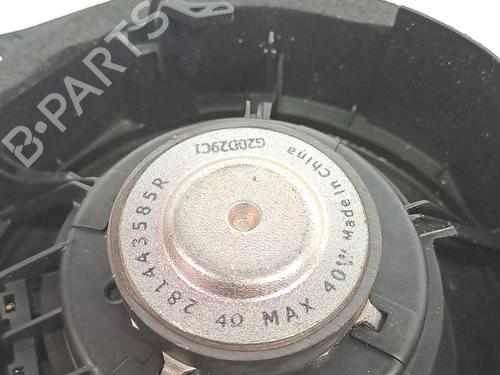 B-PARTS
G20D29C1
281443585R
4Ω MAX 40W Made in China